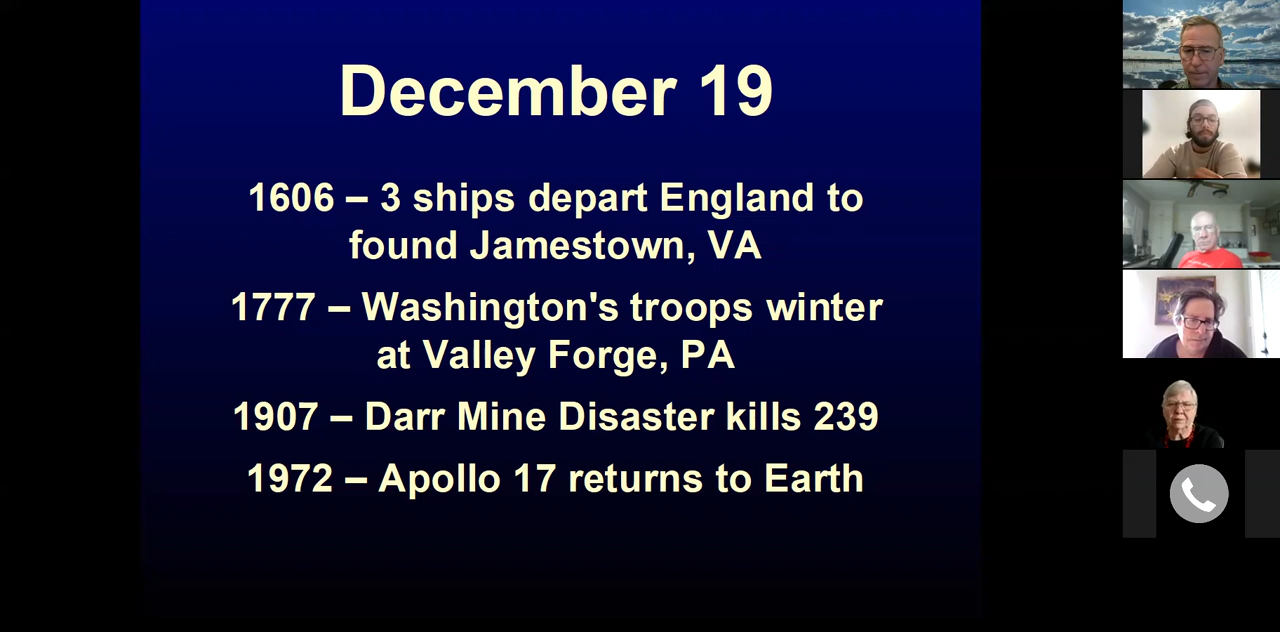 December 19
1606 – 3 ships depart England to
found Jamestown, VA
1777 – Washington's troops winter
at Valley Forge, PA
1907 – Darr Mine Disaster kills 239
1972 – Apollo 17 returns to Earth